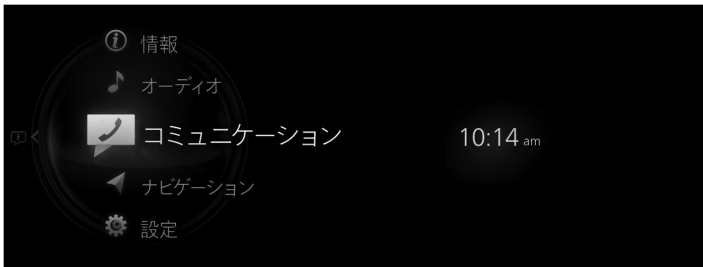 情報
オーディオ
コミュニケーション
10:14 am
ナビゲーション
設定